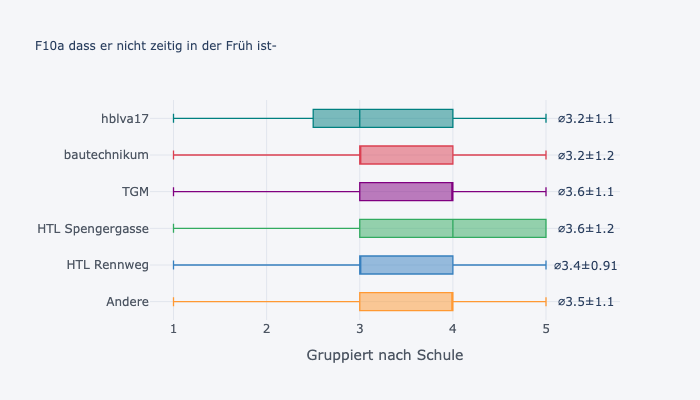 F10a dass er nicht zeitig in der Früh ist-
hblva17 ⌀3.2±1.1
bautechnikum ⌀3.2±1.2
TGM ⌀3.6±1.1
HTL Spengergasse ⌀3.6±1.2
HTL Rennweg ⌀3.4±0.91
Andere ⌀3.5±1.1
1 2 3 4 5
Gruppiert nach Schule